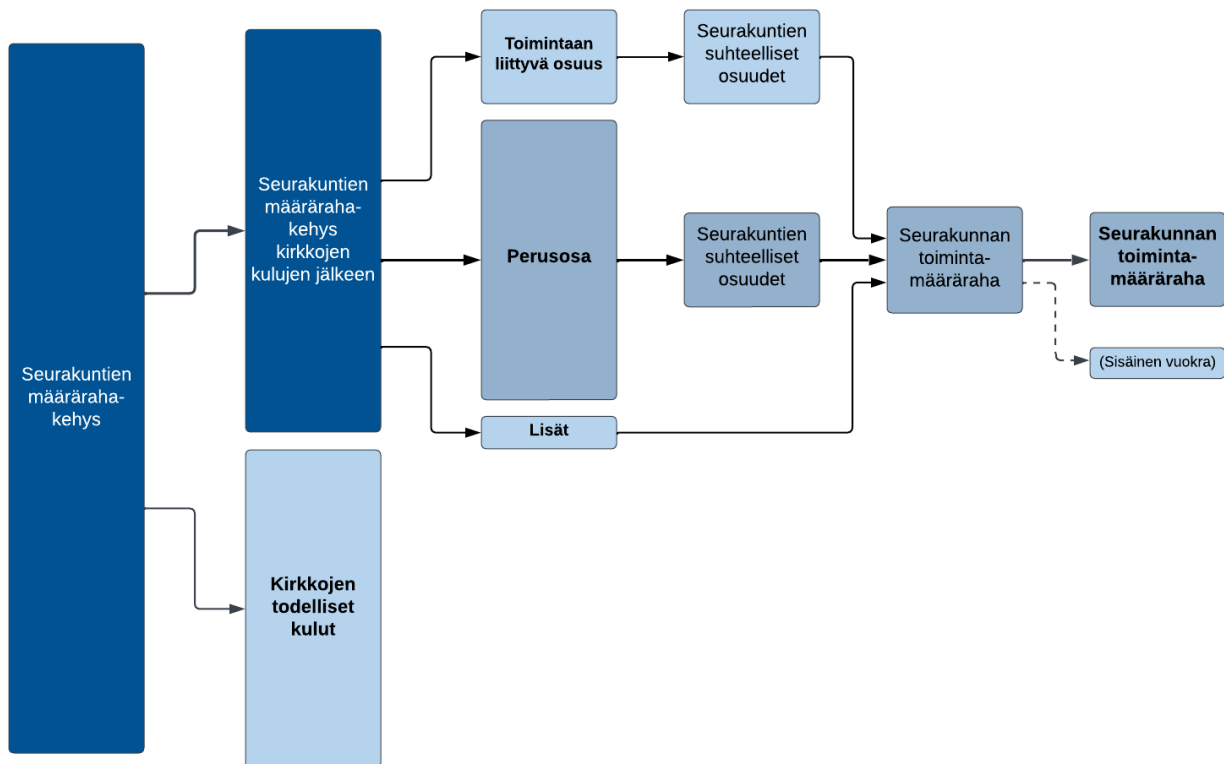 Seurakuntien
määräraha-
kehys
Seurakuntien
määräraha-
kehys
kirkkojen
kulujen jälkeen
Kirkkojen
todelliset
kulut
Toimintaan
liittyvä osuus
Perusosa
Lisät
Seurakuntien
suhteelliset
osuudet
Seurakuntien
suhteelliset
osuudet
Seurakunnan
toiminta-
määräraha
Seurakunnan
toiminta-
määräraha
(Sisäinen vuokra)